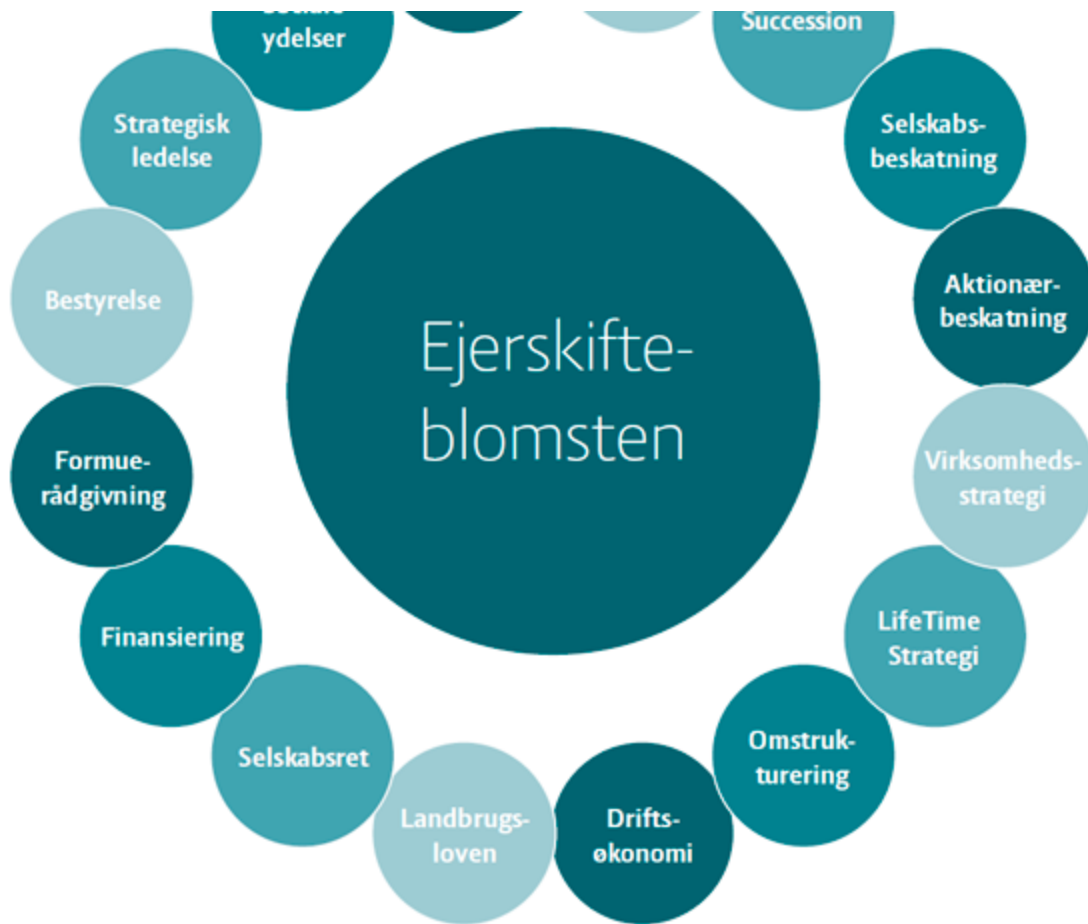 ydelser
Succession
Strategisk
ledelse
Selskabs-
beskatning
Bestyrelse
Aktionær-
beskatning
Ejerskifte-
blomsten
Formue-
rådgivning
Virksomheds-
strategi
Finansiering
LifeTime
Strategi
Selskabsret
Omstruk-
turering
Landbrugs-
loven
Drifts-
økonomi